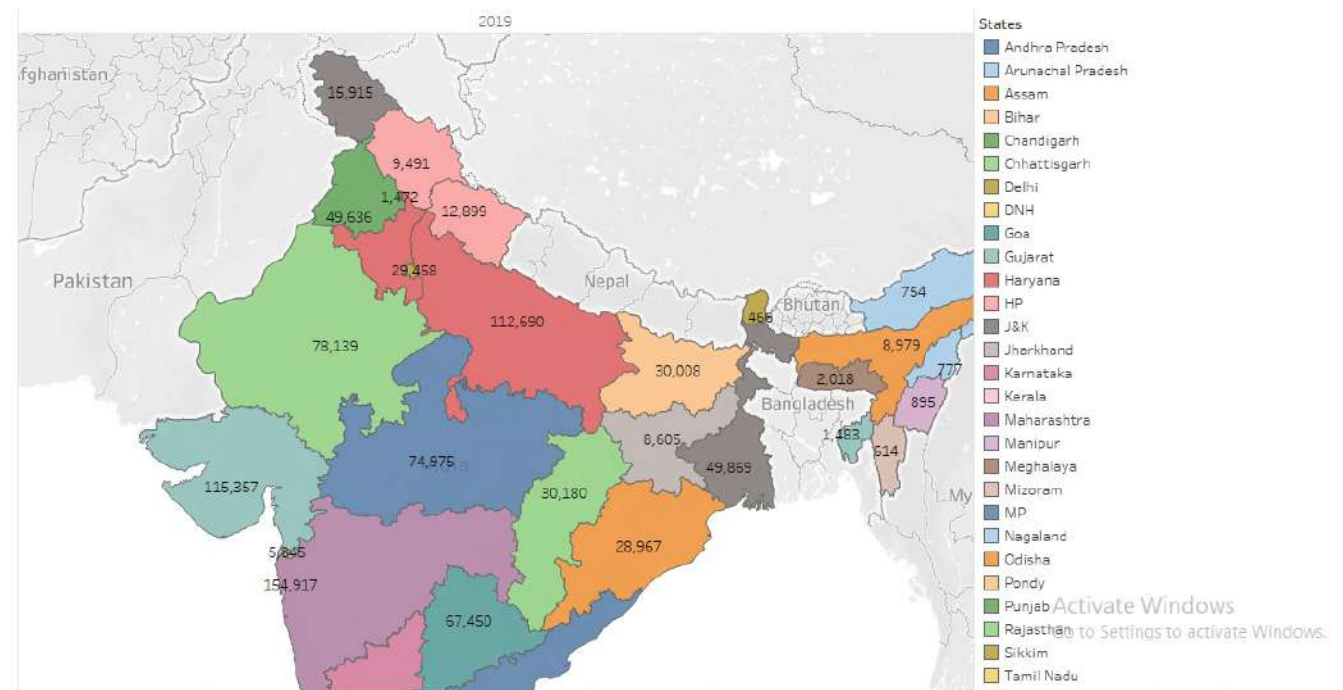 2019
States
Andhra Pradesh
Arunachal Pradesh
Assam
Bihar
Chandigarh
Chhattisgarh
Delhi
DNH
Goa
Gujarat
Haryana
HP
J&K
Jharkhand
Karnataka
Kerala
Maharashtra
Manipur
Meghalaya
Mizoram
MP
Nagaland
Odisha
Pondy
Punjab
Rajasthan
Sikkim
Tamil Nadu
Activate Windows
Go to Settings to activate Windows.
fghanistan
15,915
9,491
1,472
49,636
12,899
Pakistan
29,458
Nepal
Bhutan
754
466
112,690
78,139
8,979
30,008
2,018
777
Bangladesh
895
1,483
614
8,605
74,975
49,869
115,357
30,180
My
5,845
28,967
154,917
67,450